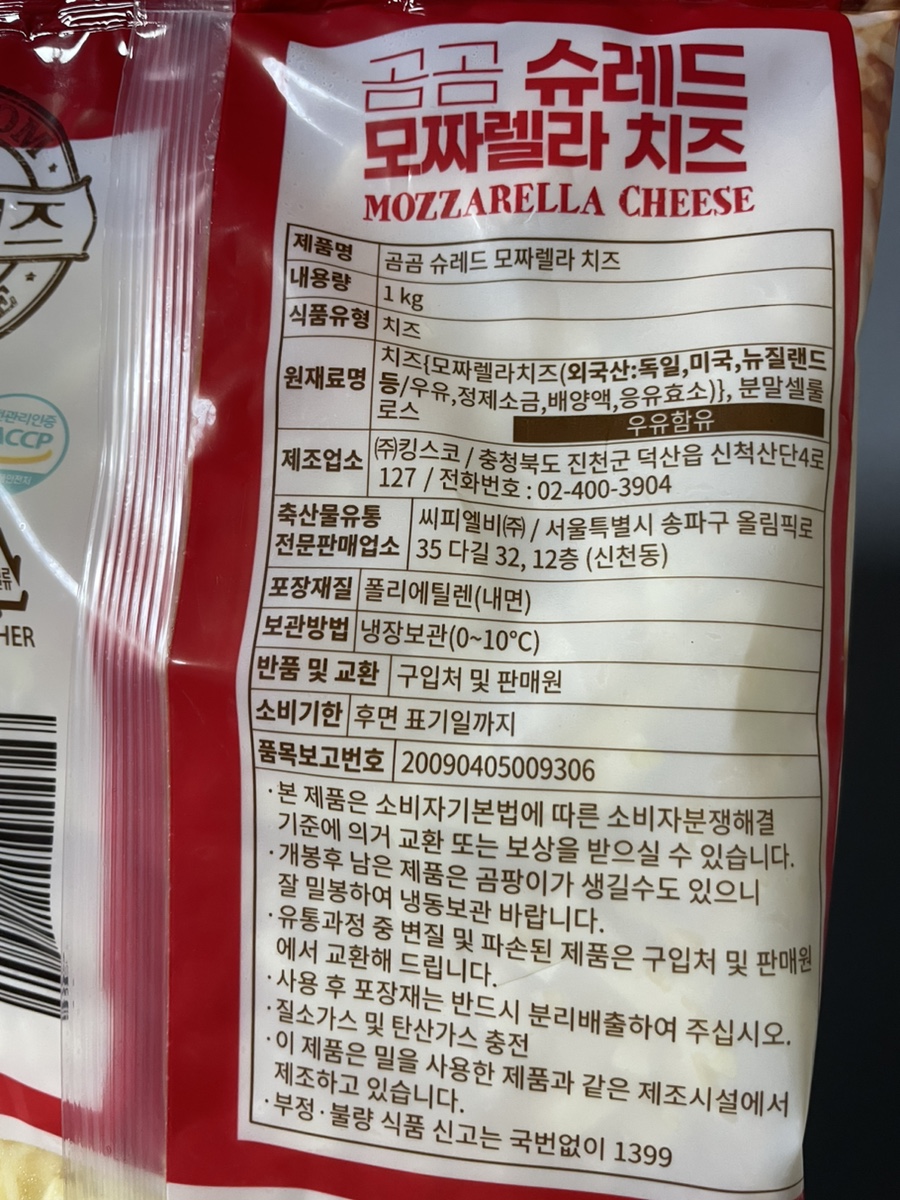 곰곰 슈레드
모짜렐라 치즈
MOZZARELLA CHEESE
제품명 곰곰 슈레드 모짜렐라 치즈
내용량 1 kg
식품유형 치즈
원재료명 치즈{모짜렐라치즈(외국산:독일,미국,뉴질랜드
등/우유,정제소금,배양액,응유효소)}, 분말셀룰
로스
우유함유
제조업소 ㈜킹스코 / 충청북도 진천군 덕산읍 신척산단4로
127 / 전화번호 : 02-400-3904
축산물유통
전문판매업소 씨피엘비㈜ / 서울특별시 송파구 올림픽로
35 다길 32, 12층 (신천동)
포장재질 폴리에틸렌(내면)
보관방법 냉장보관(0~10℃)
반품 및 교환 구입처 및 판매원
소비기한 후면 표기일까지
품목보고번호 20090405009306
·본 제품은 소비자기본법에 따른 소비자분쟁해결
기준에 의거 교환 또는 보상을 받으실 수 있습니다.
·개봉후 남은 제품은 곰팡이가 생길수도 있으니
잘 밀봉하여 냉동보관 바랍니다.
·유통과정 중 변질 및 파손된 제품은 구입처 및 판매원
에서 교환해 드립니다.
·사용 후 포장재는 반드시 분리배출하여 주십시오.
·질소가스 및 탄산가스 충전
·이 제품은 밀을 사용한 제품과 같은 제조시설에서
제조하고 있습니다.
·부정·불량 식품 신고는 국번없이 1399
즈
관리인증
ACCP
HER